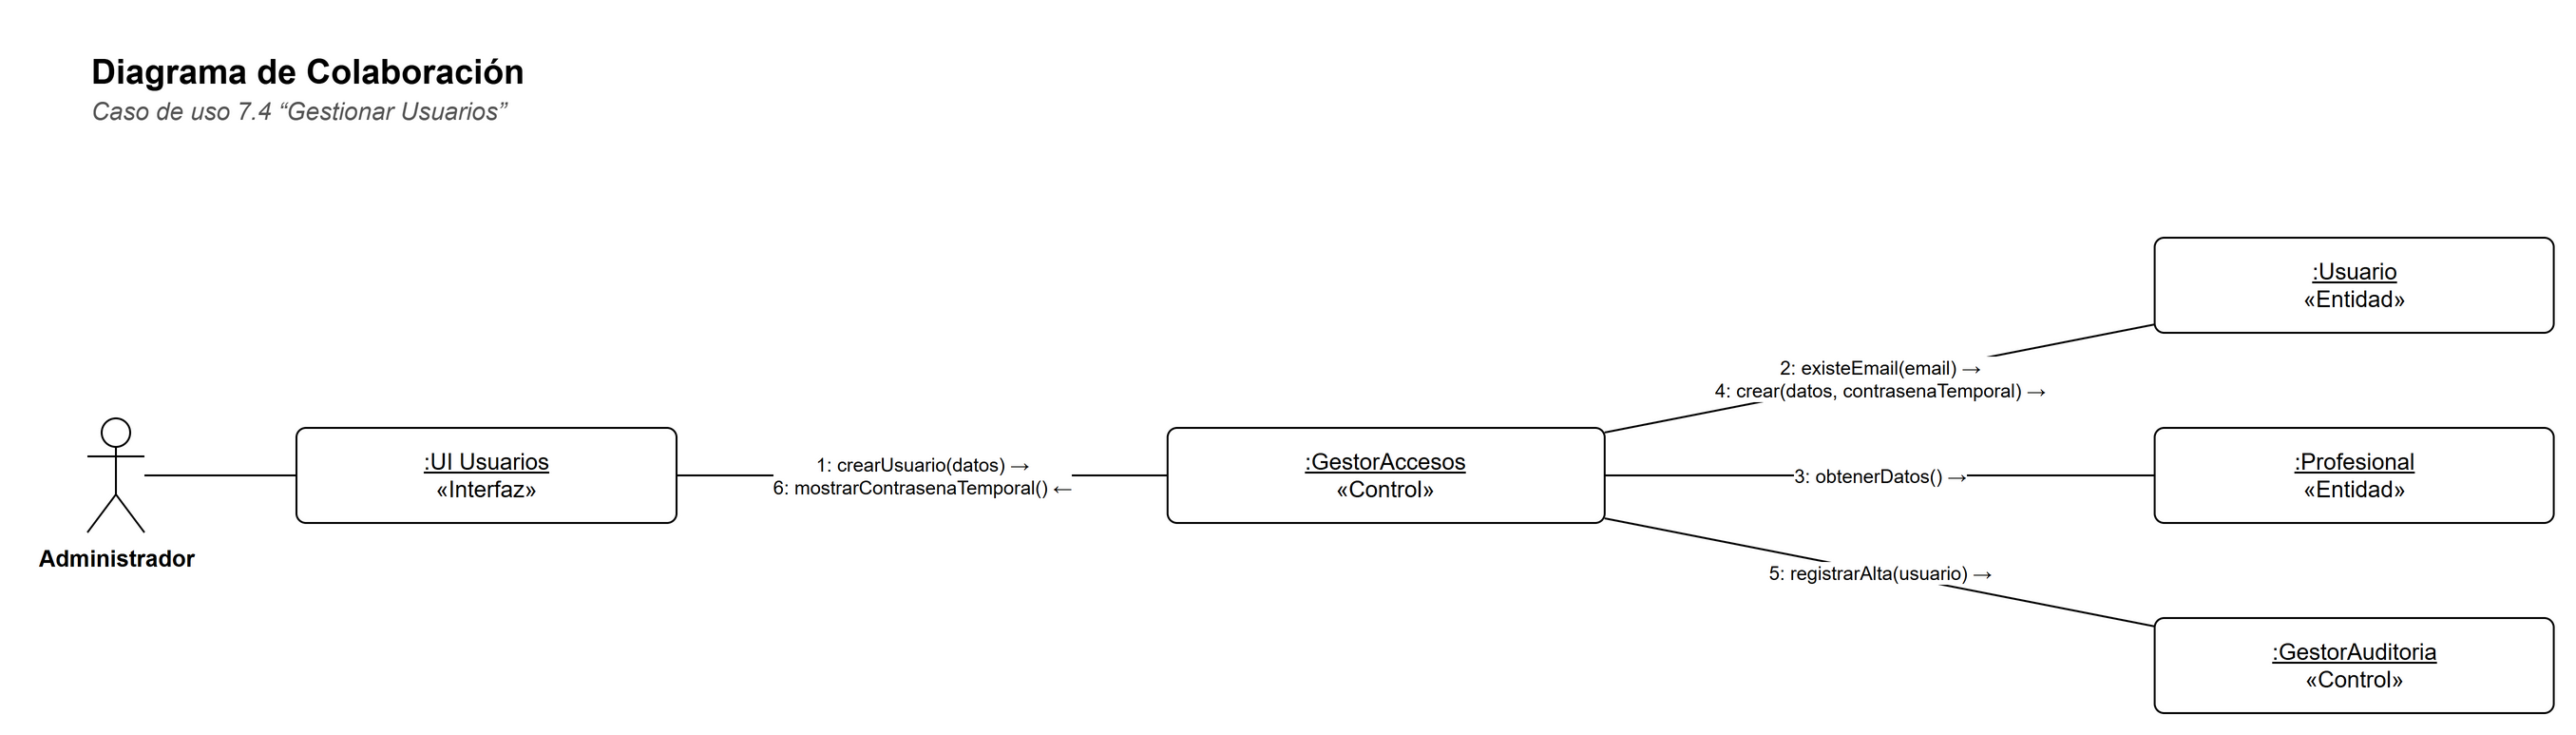 Diagrama de Colaboración
Caso de uso 7.4 “Gestionar Usuarios”
:Usuario
«Entidad»
2: existeEmail(email) →
4: crear(datos, contrasenaTemporal) →
:UI Usuarios
«Interfaz»
1: crearUsuario(datos) →
6: mostrarContrasenaTemporal() ←
:GestorAccesos
«Control»
3: obtenerDatos() →
:Profesional
«Entidad»
Administrador
5: registrarAlta(usuario) →
:GestorAuditoria
«Control»